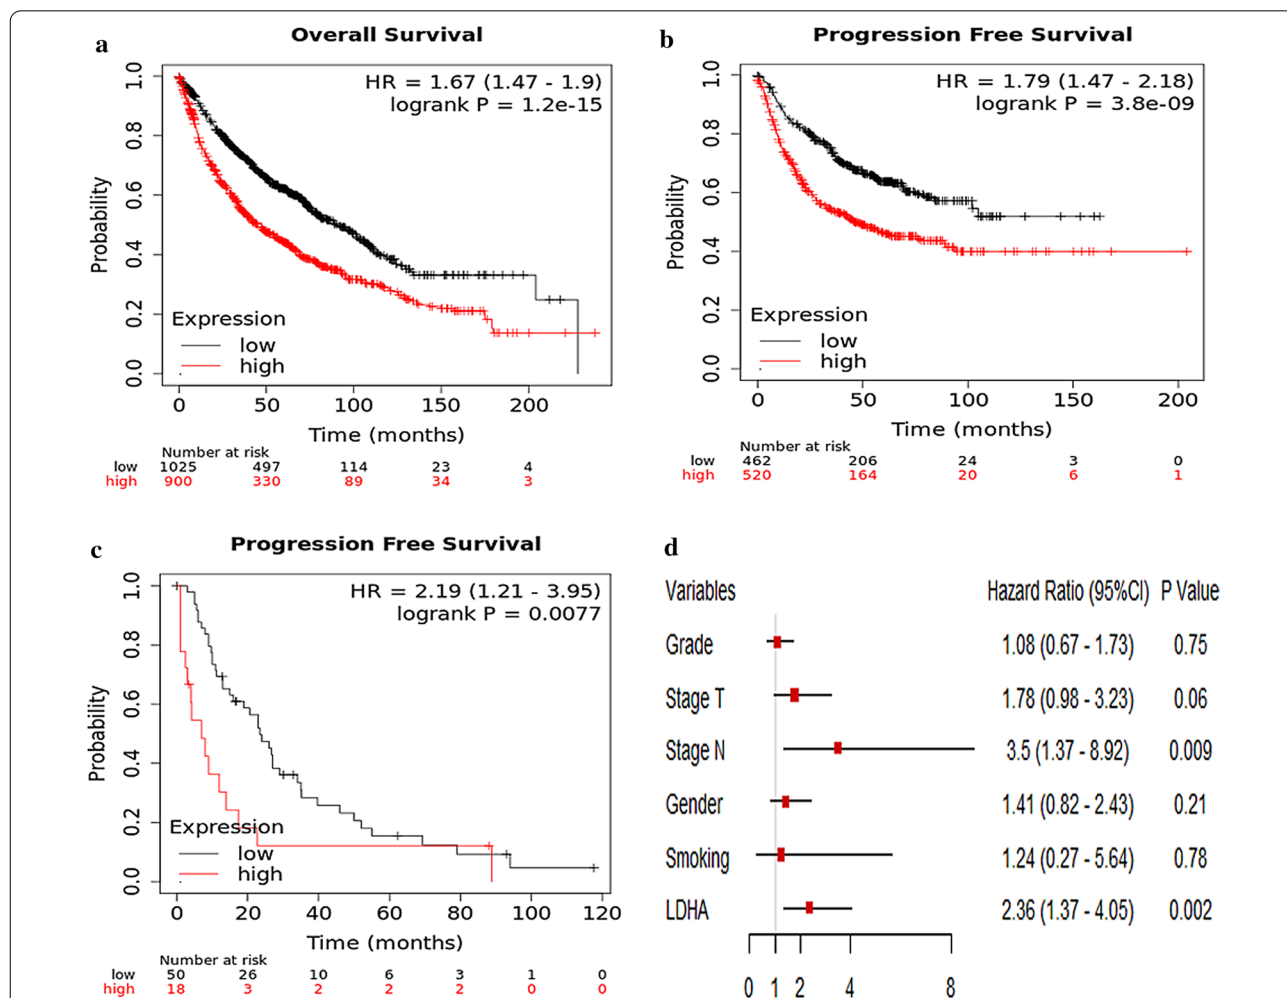 a
Overall Survival
HR = 1.67 (1.47 - 1.9)
logrank P = 1.2e-15
Probability
1.0
0.8
0.6
0.4
0.2
0.0
Expression
low
high
0 50 100 150 200
Time (months)
Number at risk
low 1025 497 114 23 4
high 900 330 89 34 3
b
Progression Free Survival
HR = 1.79 (1.47 - 2.18)
logrank P = 3.8e-09
Probability
1.0
0.8
0.6
0.4
0.2
0.0
Expression
low
high
0 50 100 150 200
Time (months)
Number at risk
low 462 206 24 3 0
high 520 164 20 6 1
c
Progression Free Survival
HR = 2.19 (1.21 - 3.95)
logrank P = 0.0077
Probability
1.0
0.8
0.6
0.4
0.2
0.0
Expression
low
high
0 20 40 60 80 100 120
Time (months)
Number at risk
low 50 26 10 6 3 1 0
high 18 3 2 2 2 0 0
d
Variables Hazard Ratio (95%CI) P Value
Grade 1.08 (0.67 - 1.73) 0.75
Stage T 1.78 (0.98 - 3.23) 0.06
Stage N 3.5 (1.37 - 8.92) 0.009
Gender 1.41 (0.82 - 2.43) 0.21
Smoking 1.24 (0.27 - 5.64) 0.78
LDHA 2.36 (1.37 - 4.05) 0.002
0 1 2 4 8